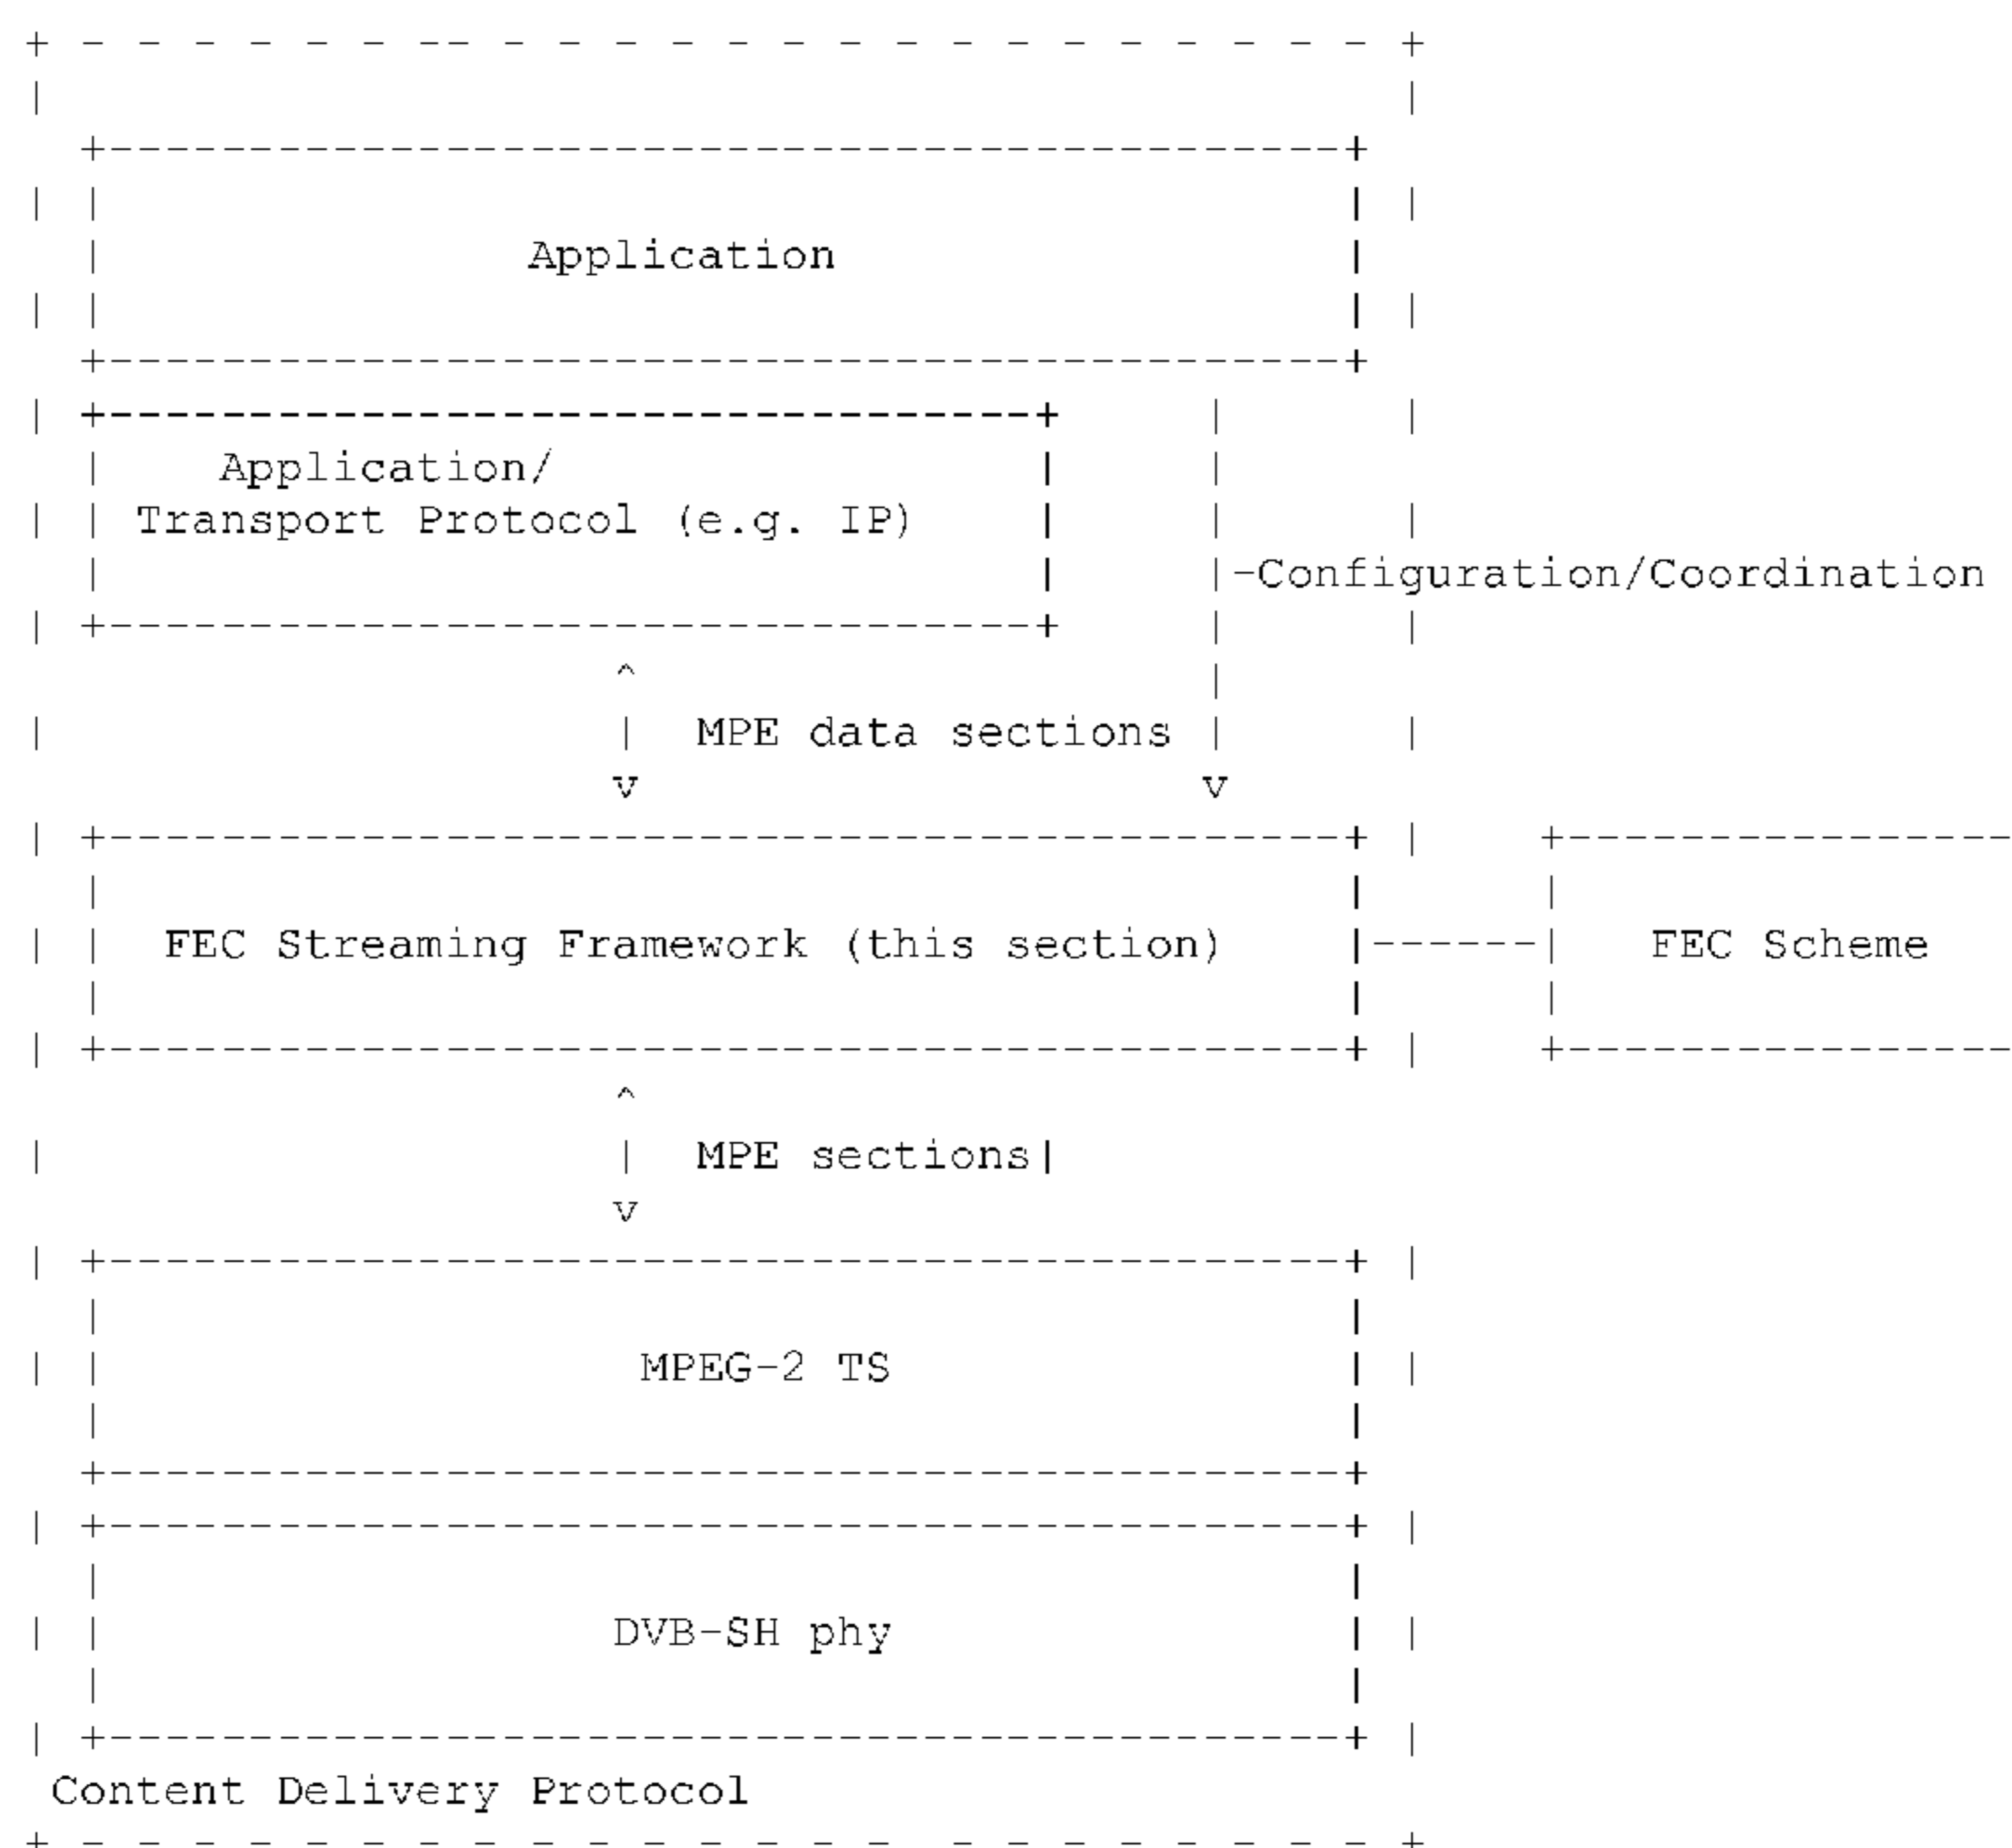 Application
Application/
Transport Protocol (e.g. IP)
-Configuration/Coordination
MPE data sections
FEC Streaming Framework (this section)
FEC Scheme
MPE sections
MPEG-2 TS
DVB-SH phy
Content Delivery Protocol